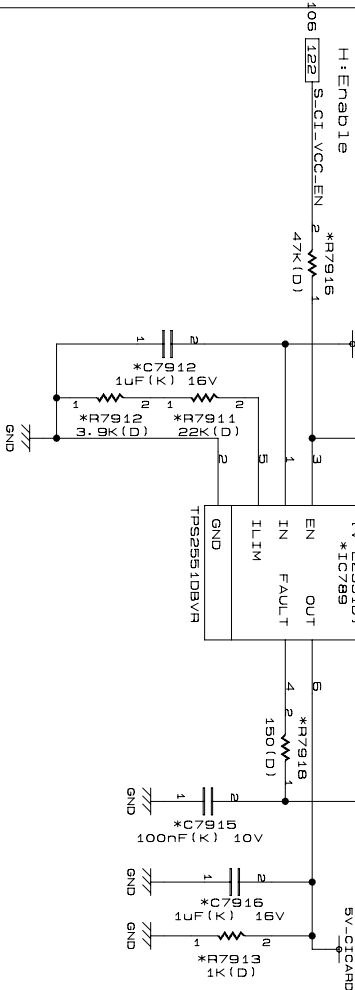 106
122
H:Enable
S-CI-VCC-EN
2
*R7916
47K(D)
1
1
2
*C7912
1uF(K) 16V
1
2
*R7912
3.9K(D)
1
2
*R7911
22K(D)
GND
2
5
1
3
*IC789
EN
OUT
IN
FAULT
ILIM
GND
TPS2551DBVR
4
6
2
*R7918
150(D)
1
1
2
*C7915
100nF(K) 10V
GND
1
2
*C7916
1uF(K) 16V
GND
1
2
*R7913
1K(D)
GND
5V_CICARD